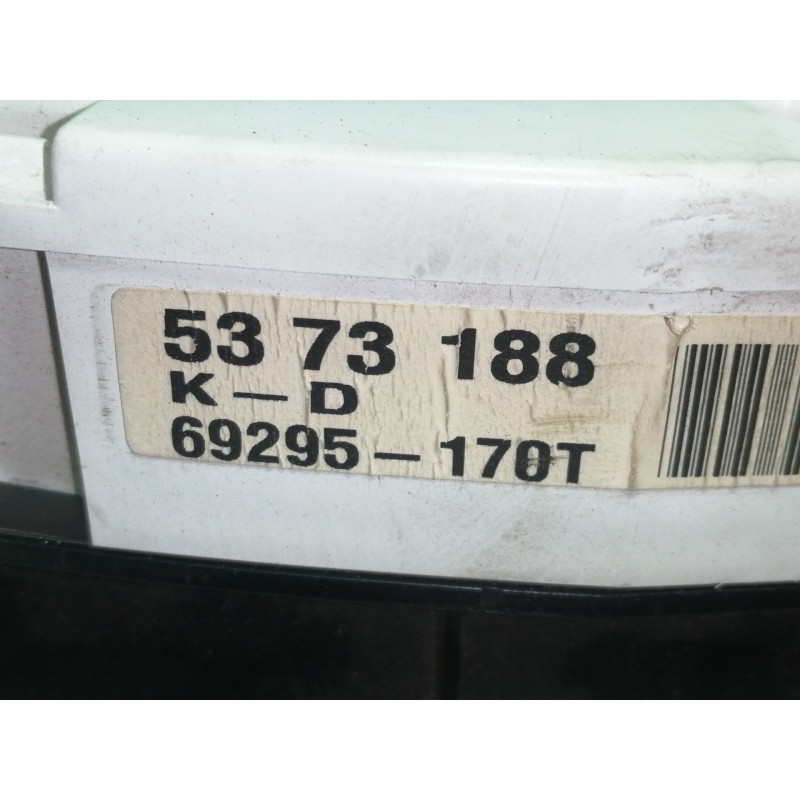 53 73 188
K – D
69295 – 170T